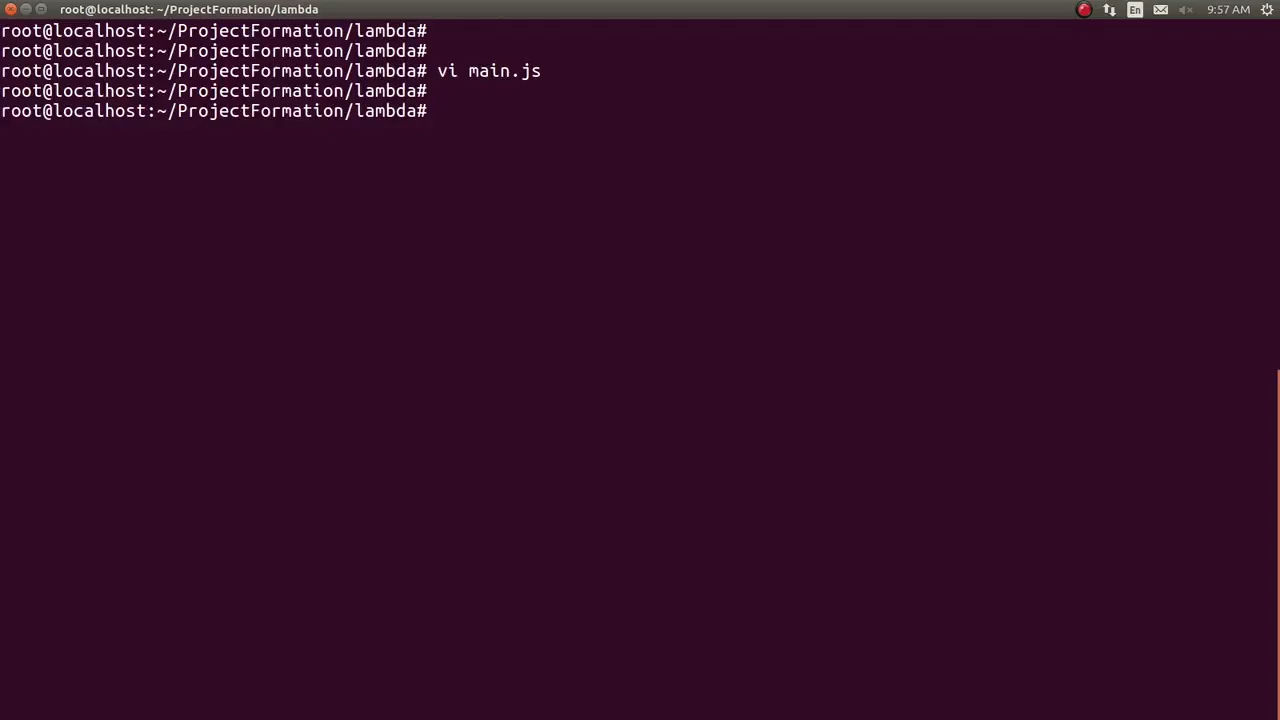 root@localhost: ~/ProjectFormation/lambda
En
9:57 AM
root@localhost:~/ProjectFormation/lambda#
root@localhost:~/ProjectFormation/lambda#
root@localhost:~/ProjectFormation/lambda# vi main.js
root@localhost:~/ProjectFormation/lambda#
root@localhost:~/ProjectFormation/lambda#